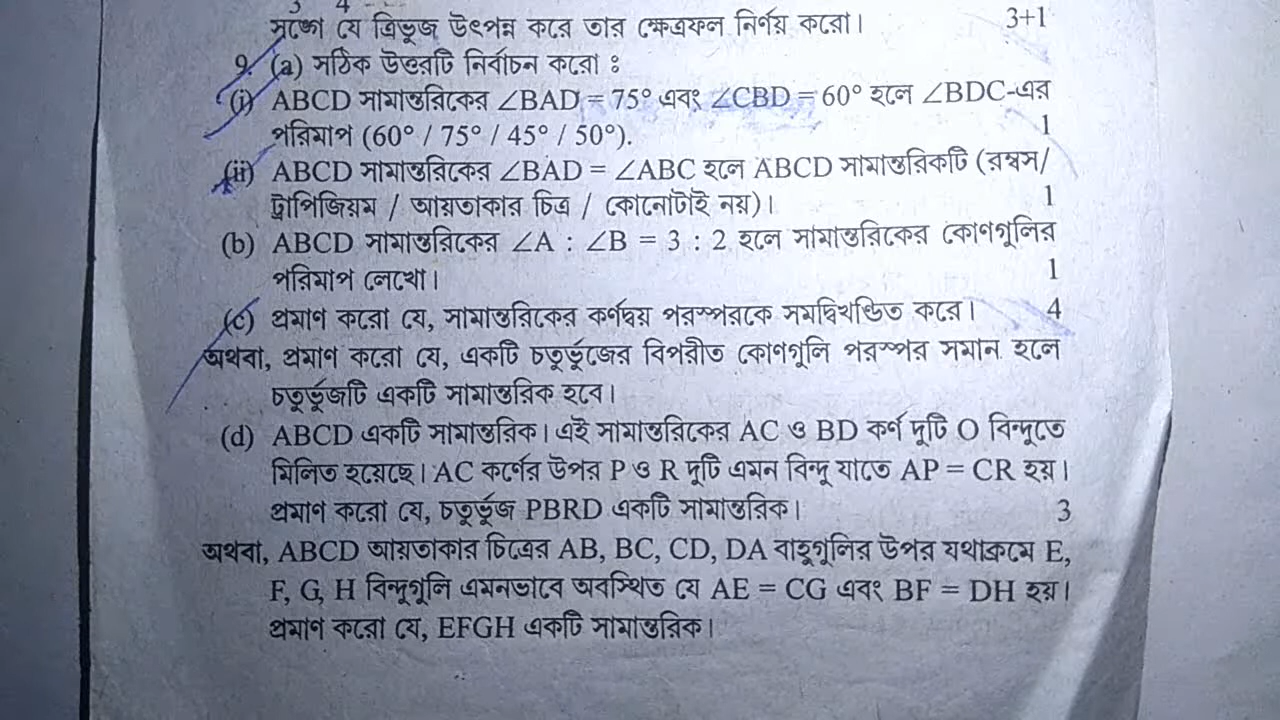 সঙ্গে যে ত্রিভুজ উৎপন্ন করে তার ক্ষেত্রফল নির্ণয় করো। 3+1
9. (a) সঠিক উত্তরটি নির্বাচন করো ঃ
(i) ABCD সামান্তরিকের ∠BAD = 75° এবং ∠CBD = 60° হলে ∠BDC-এর
পরিমাপ (60° / 75° / 45° / 50°). 1
(ii) ABCD সামান্তরিকের ∠BAD = ∠ABC হলে ABCD সামান্তরিকটি (রম্বস/
ট্রাপিজিয়ম / আয়তাকার চিত্র / কোনোটাই নয়)। 1
(b) ABCD সামান্তরিকের ∠A : ∠B = 3 : 2 হলে সামান্তরিকের কোণগুলির
পরিমাপ লেখো। 1
(c) প্রমাণ করো যে, সামান্তরিকের কর্ণদ্বয় পরস্পরকে সমদ্বিখণ্ডিত করে। 4
অথবা, প্রমাণ করো যে, একটি চতুর্ভুজের বিপরীত কোণগুলি পরস্পর সমান হলে
চতুর্ভুজটি একটি সামান্তরিক হবে।
(d) ABCD একটি সামান্তরিক। এই সামান্তরিকের AC ও BD কর্ণ দুটি O বিন্দুতে
মিলিত হয়েছে। AC কর্ণের উপর P ও R দুটি এমন বিন্দু যাতে AP = CR হয়।
প্রমাণ করো যে, চতুর্ভুজ PBRD একটি সামান্তরিক। 3
অথবা, ABCD আয়তাকার চিত্রের AB, BC, CD, DA বাহুগুলির উপর যথাক্রমে E,
F, G, H বিন্দুগুলি এমনভাবে অবস্থিত যে AE = CG এবং BF = DH হয়।
প্রমাণ করো যে, EFGH একটি সামান্তরিক।